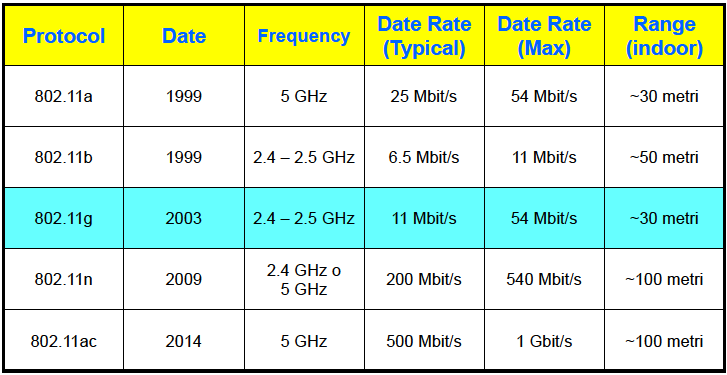 Protocol Date Frequency Date Rate (Typical) Date Rate (Max) Range (indoor)
802.11a 1999 5 GHz 25 Mbit/s 54 Mbit/s ~30 metri
802.11b 1999 2.4 – 2.5 GHz 6.5 Mbit/s 11 Mbit/s ~50 metri
802.11g 2003 2.4 – 2.5 GHz 11 Mbit/s 54 Mbit/s ~30 metri
802.11n 2009 2.4 GHz o 5 GHz 200 Mbit/s 540 Mbit/s ~100 metri
802.11ac 2014 5 GHz 500 Mbit/s 1 Gbit/s ~100 metri